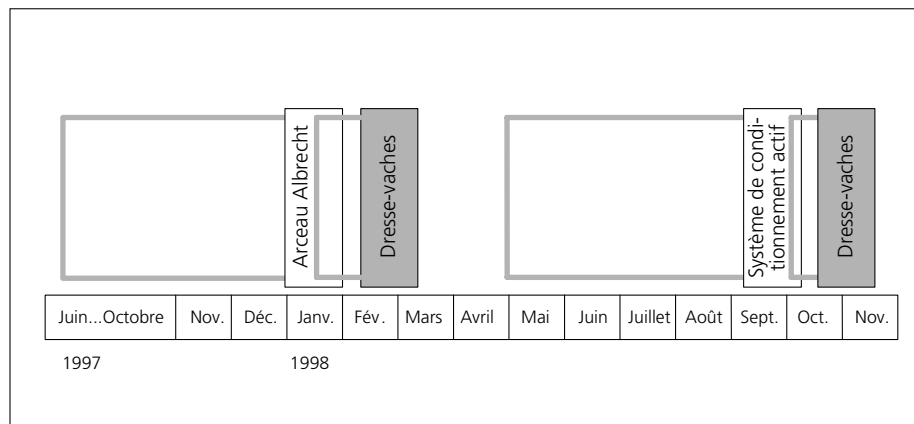 Arceau Albrecht
Dresse-vaches
Système de condi-
tionnement actif
Dresse-vaches
Juin...Octobre Nov. Déc. Janv. Fév. Mars Avril Mai Juin Juillet Août Sept. Oct. Nov.
1997 1998